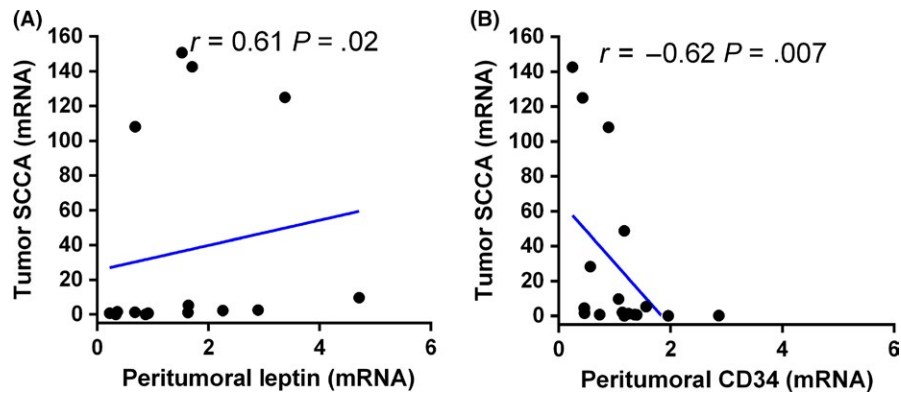 (A)
r = 0.61 P = .02
160
140
120
100
80
60
40
20
0
Tumor SCCA (mRNA)
0 2 4 6
Peritumoral leptin (mRNA)
(B)
r = −0.62 P = .007
160
140
120
100
80
60
40
20
0
Tumor SCCA (mRNA)
0 2 4 6
Peritumoral CD34 (mRNA)